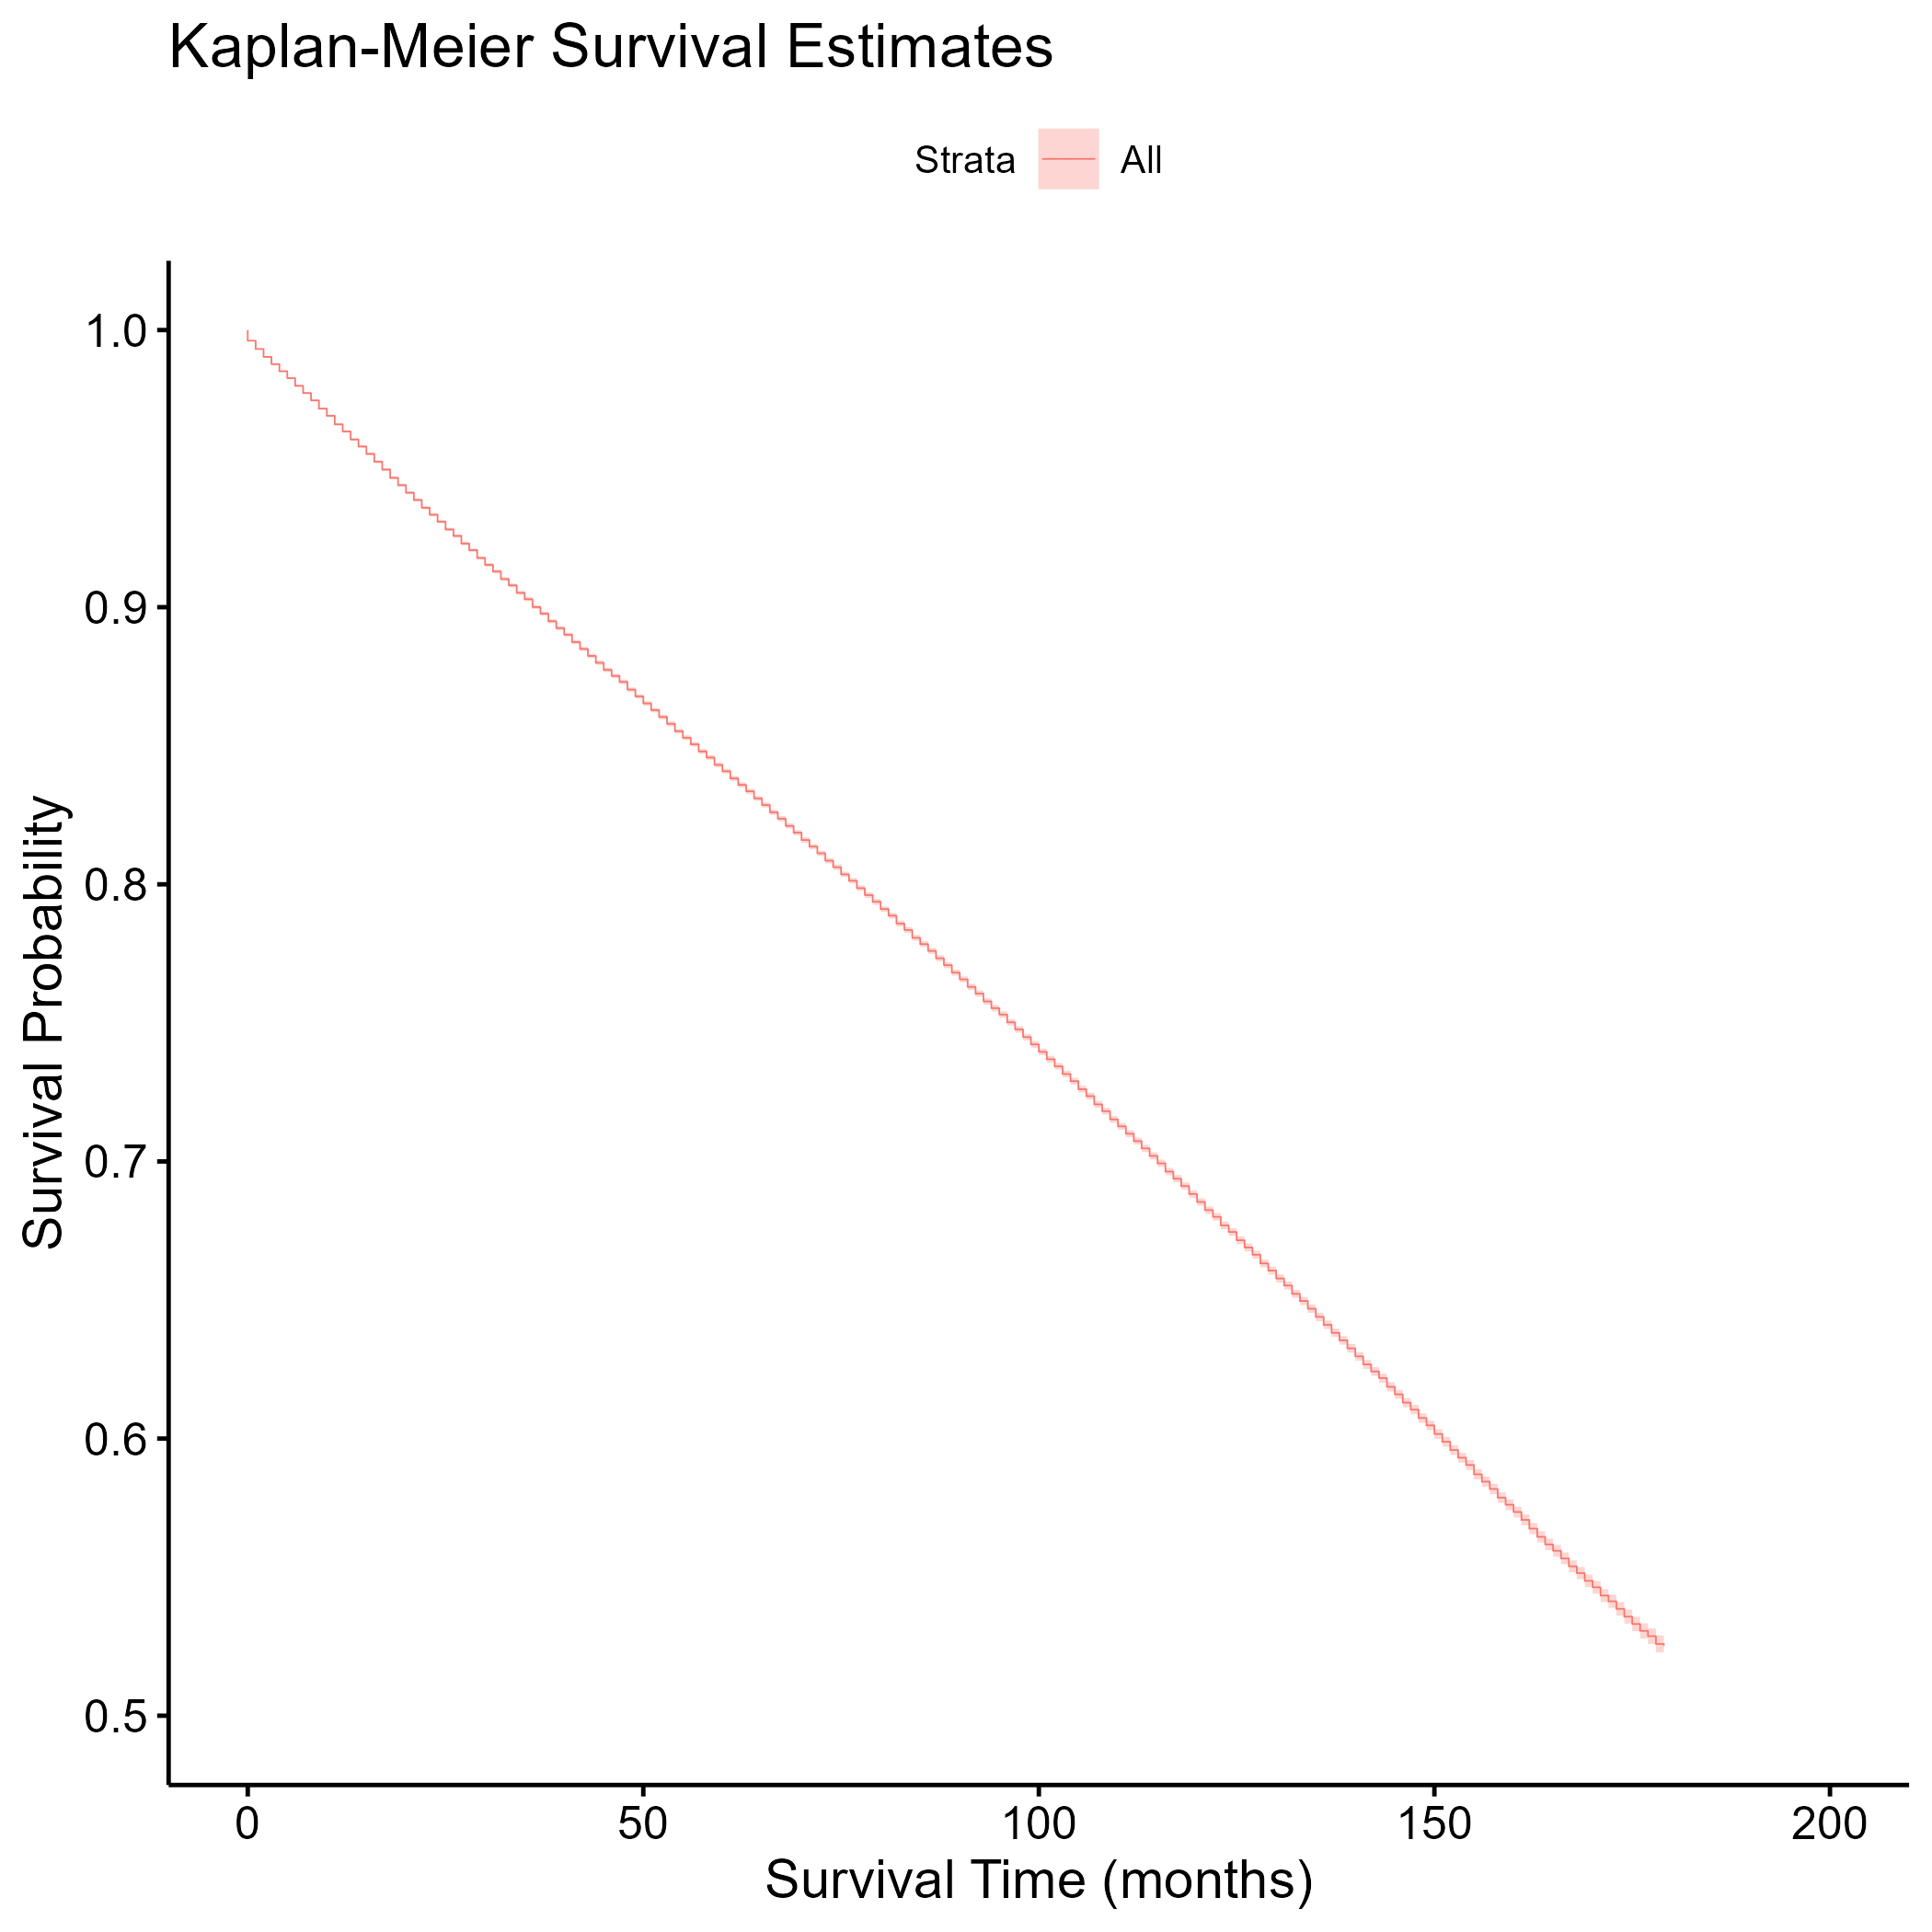 Kaplan-Meier Survival Estimates
Strata All
Survival Probability
1.0
0.9
0.8
0.7
0.6
0.5
0 50 100 150 200
Survival Time (months)